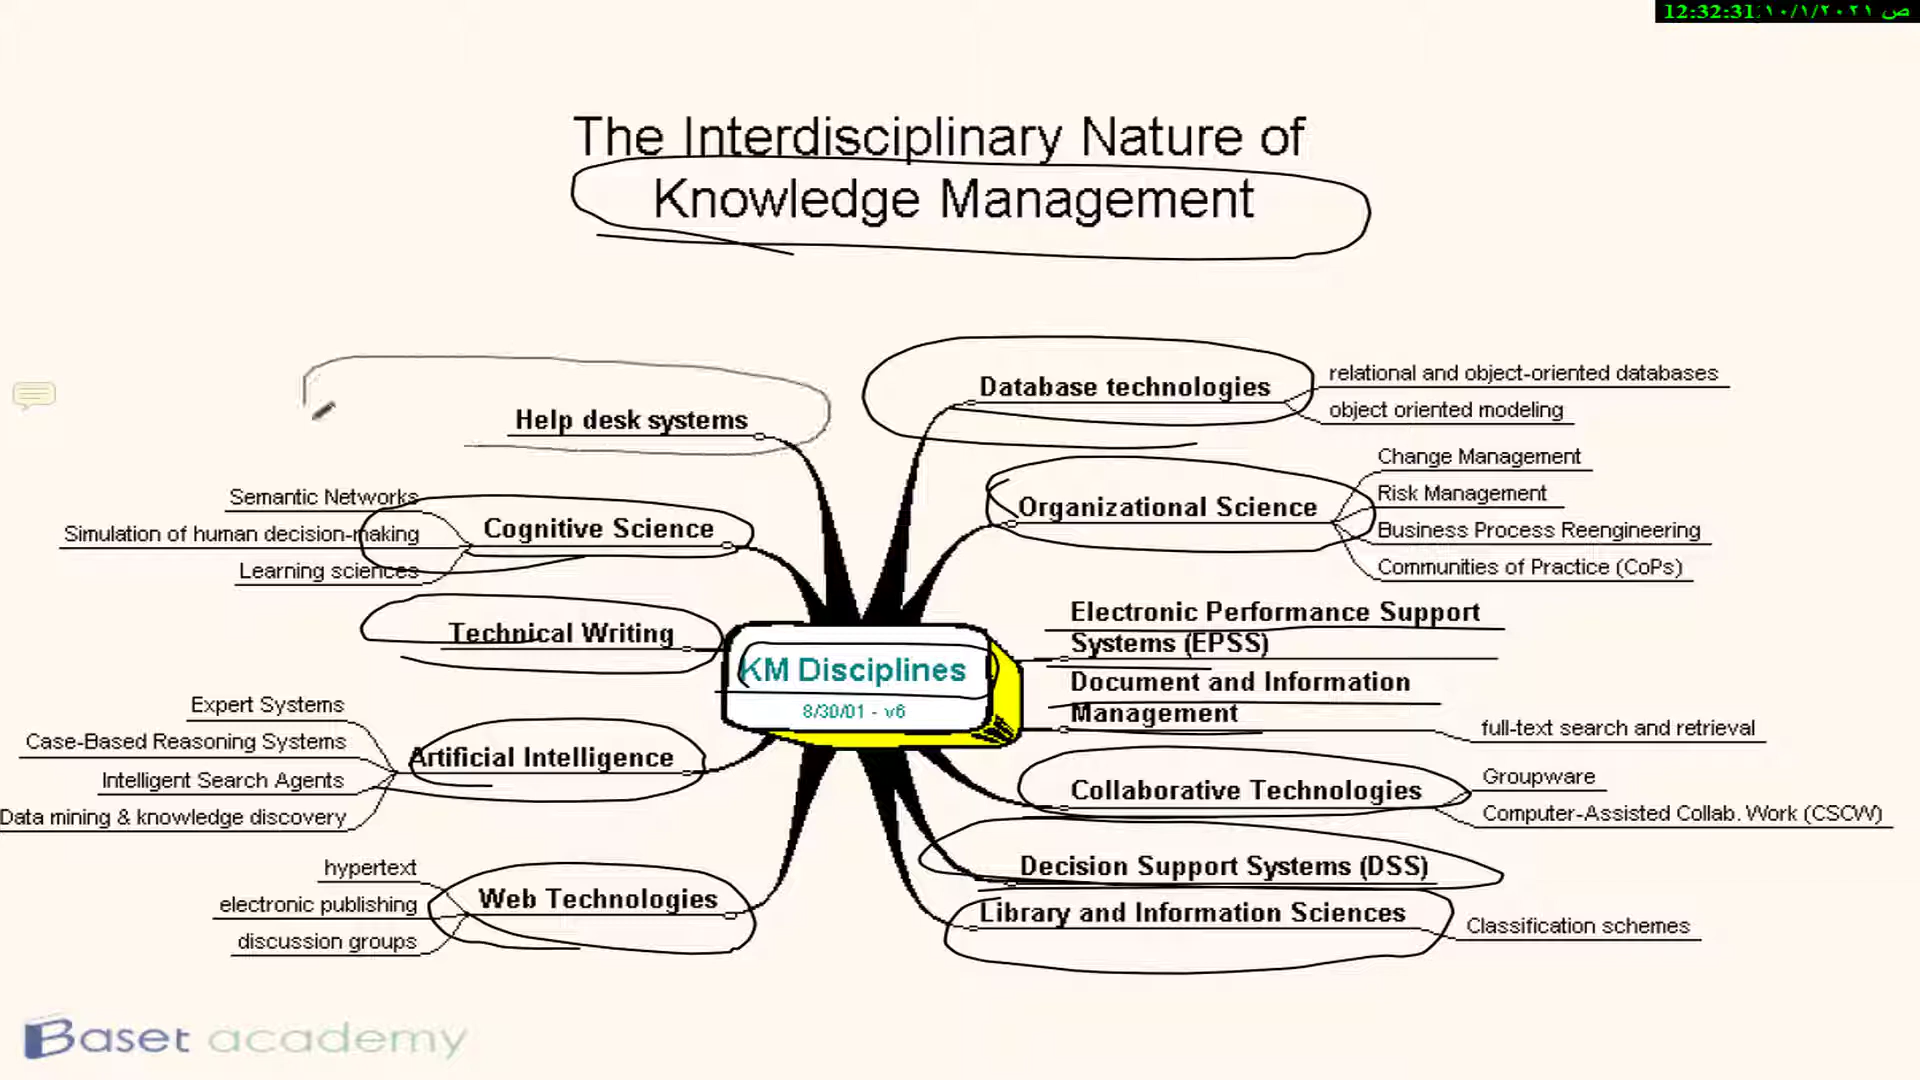 12:32:31 ص ١٠/١/٢٠٢١
The Interdisciplinary Nature of
Knowledge Management
Help desk systems
Semantic Networks
Simulation of human decision-making
Learning sciences
Cognitive Science
Technical Writing
Expert Systems
Case-Based Reasoning Systems
Intelligent Search Agents
Data mining & knowledge discovery
Artificial Intelligence
hypertext
electronic publishing
discussion groups
Web Technologies
KM Disciplines
8/30/01 - v6
Database technologies
relational and object-oriented databases
object oriented modeling
Organizational Science
Change Management
Risk Management
Business Process Reengineering
Communities of Practice (CoPs)
Electronic Performance Support
Systems (EPSS)
Document and Information
Management
full-text search and retrieval
Collaborative Technologies
Groupware
Computer-Assisted Collab. Work (CSCW)
Decision Support Systems (DSS)
Library and Information Sciences
Classification schemes
Baset academy